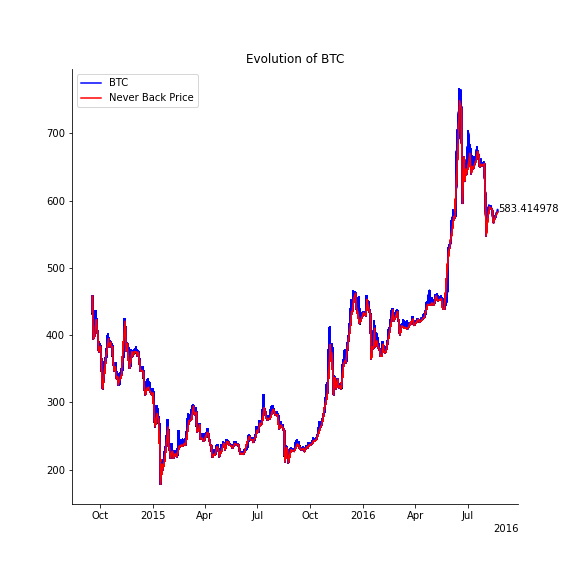 Evolution of BTC
BTC
Never Back Price
700
600
500
400
300
200
583.414978
Oct
2015
Apr
Jul
Oct
2016
Apr
Jul
2016